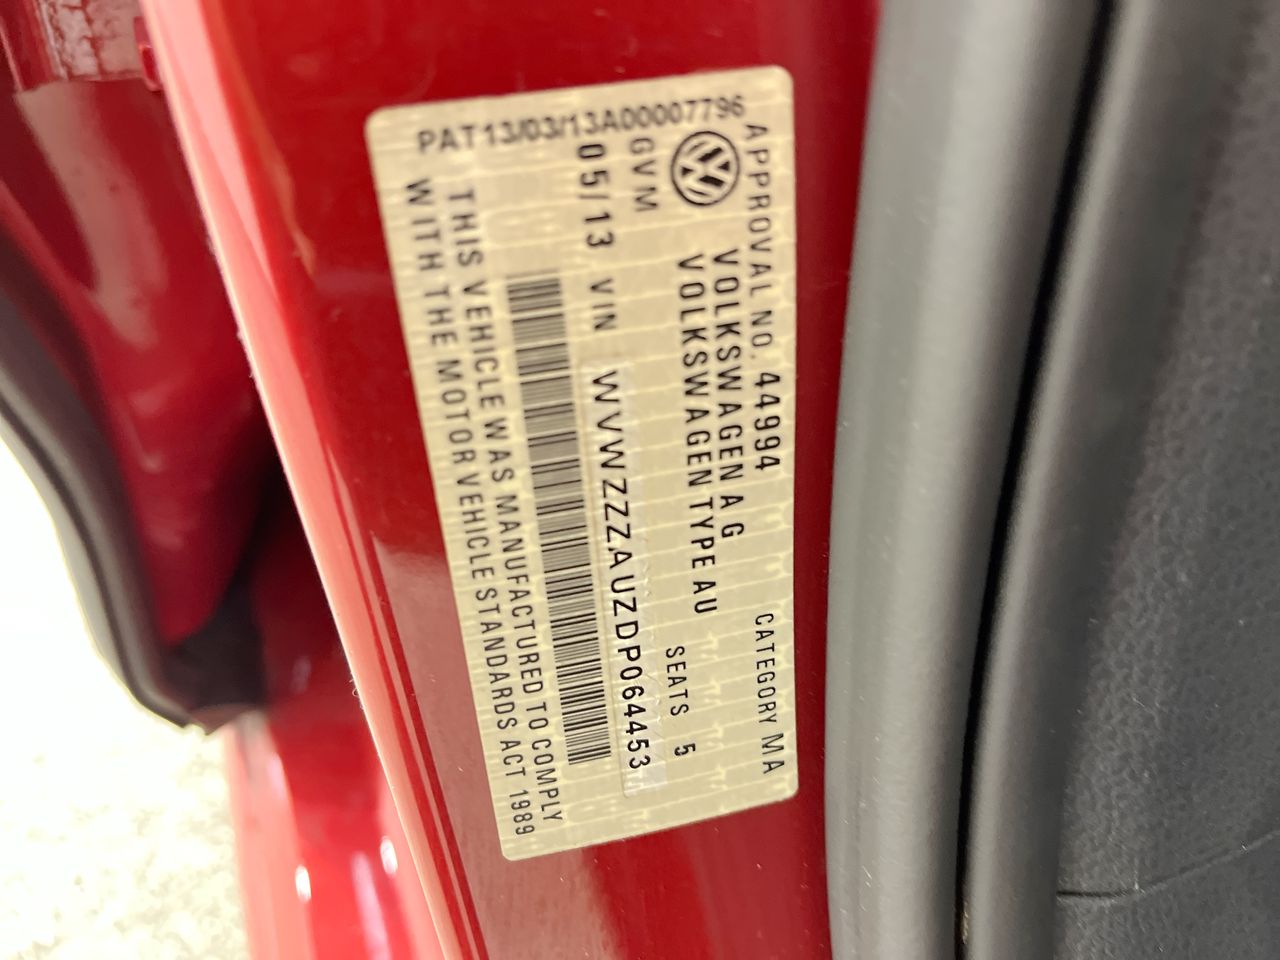 PAT13/03/13A00007796
APPROVAL NO. 44994 CATEGORY MA
VOLKSWAGEN A G
VOLKSWAGEN TYPE AU SEATS 5
GVM
05/13 VIN WVWZZZAUZDP064453
THIS VEHICLE WAS MANUFACTURED TO COMPLY
WITH THE MOTOR VEHICLE STANDARDS ACT 1989